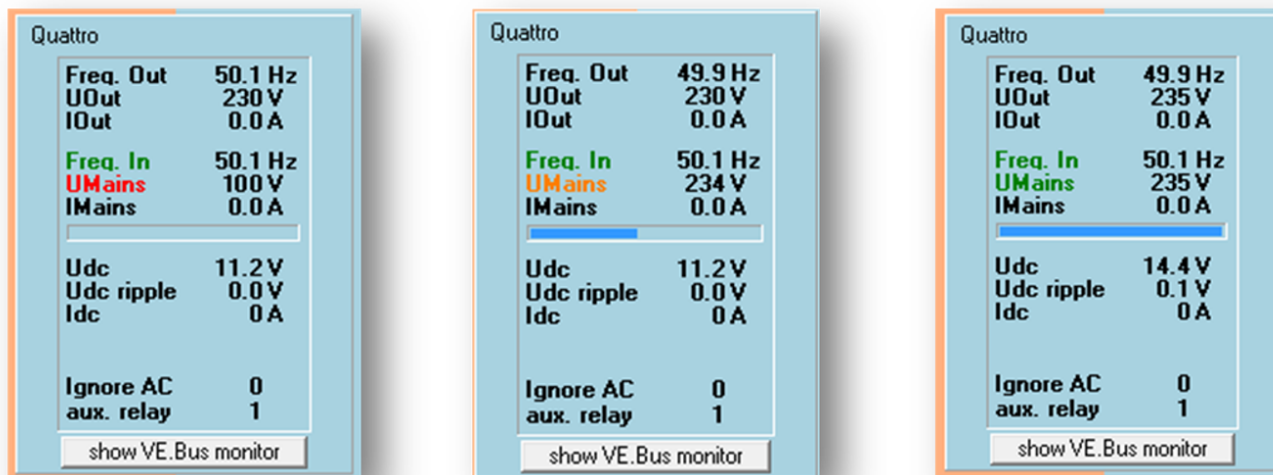 Quattro
Freq. Out 50.1 Hz
UOut 230 V
IOut 0.0 A
Freq. In 50.1 Hz
UMains 100 V
IMains 0.0 A
Udc 11.2 V
Udc ripple 0.0 V
Idc 0 A
Ignore AC 0
aux. relay 1
show VE.Bus monitor
Quattro
Freq. Out 49.9 Hz
UOut 230 V
IOut 0.0 A
Freq. In 50.1 Hz
UMains 234 V
IMains 0.0 A
Udc 11.2 V
Udc ripple 0.0 V
Idc 0 A
Ignore AC 0
aux. relay 1
show VE.Bus monitor
Quattro
Freq. Out 49.9 Hz
UOut 235 V
IOut 0.0 A
Freq. In 50.1 Hz
UMains 235 V
IMains 0.0 A
Udc 14.4 V
Udc ripple 0.1 V
Idc 0 A
Ignore AC 0
aux. relay 1
show VE.Bus monitor